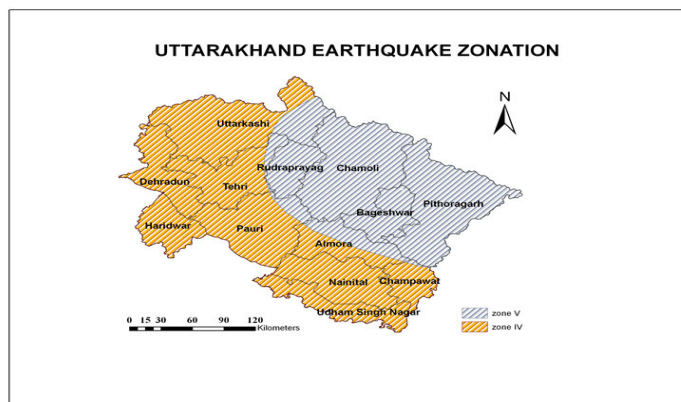 UTTARAKHAND EARTHQUAKE ZONATION
N
Uttarkashi
Rudraprayag
Chamoli
Dehradun
Tehri
Pithoragarh
Bageshwar
Haridwar
Pauri
Almora
Nainital
Champawat
Udham Singh Nagar
zone V
zone IV
0 15 30 60 90 120
Kilometers